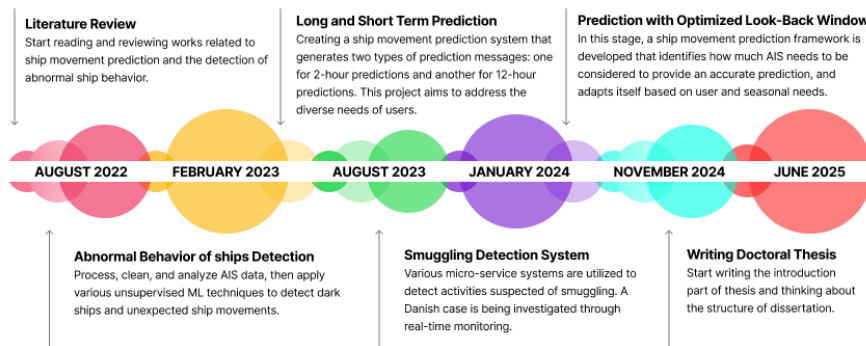 Literature Review
Start reading and reviewing works related to
ship movement prediction and the detection of
abnormal ship behavior.
Long and Short Term Prediction
Creating a ship movement prediction system that
generates two types of prediction messages: one
for 2-hour predictions and another for 12-hour
predictions. This project aims to address the
diverse needs of users.
Prediction with Optimized Look-Back Window
In this stage, a ship movement prediction framework is
developed that identifies how much AIS needs to be
considered to provide an accurate prediction, and
adapts itself based on user and seasonal needs.
AUGUST 2022
FEBRUARY 2023
AUGUST 2023
JANUARY 2024
NOVEMBER 2024
JUNE 2025
Abnormal Behavior of ships Detection
Process, clean, and analyze AIS data, then apply
various unsupervised ML techniques to detect dark
ships and unexpected ship movements.
Smuggling Detection System
Various micro-service systems are utilized to
detect activities suspected of smuggling. A
Danish case is being investigated through
real-time monitoring.
Writing Doctoral Thesis
Start writing the introduction
part of thesis and thinking about
the structure of dissertation.